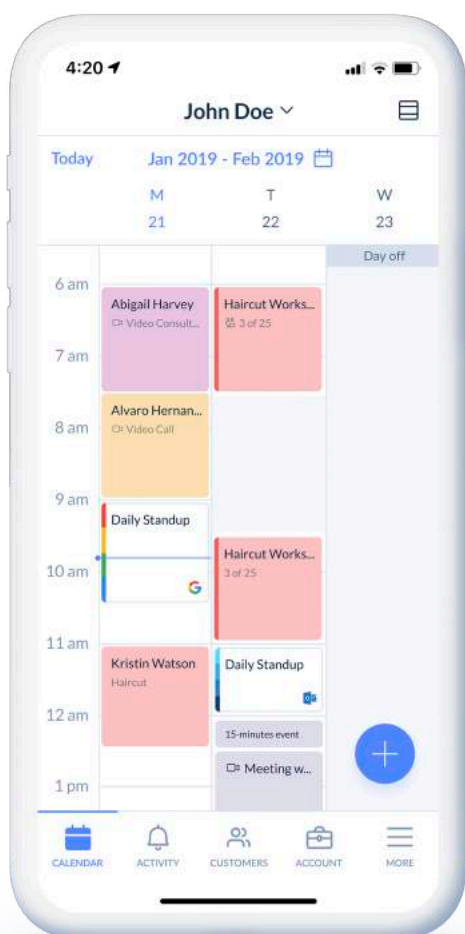 4:20
John Doe
Today Jan 2019 - Feb 2019
M T W
21 22 23
Day off
6 am
Abigail Harvey
Video Consult...
Haircut Works...
3 of 25
7 am
Alvaro Hernan...
Video Call
8 am
9 am
Daily Standup
Haircut Works...
3 of 25
10 am
G
11 am
Kristin Watson
Haircut
Daily Standup
12 am
15-minutes event
Meeting w...
1 pm
CALENDAR ACTIVITY CUSTOMERS ACCOUNT MORE